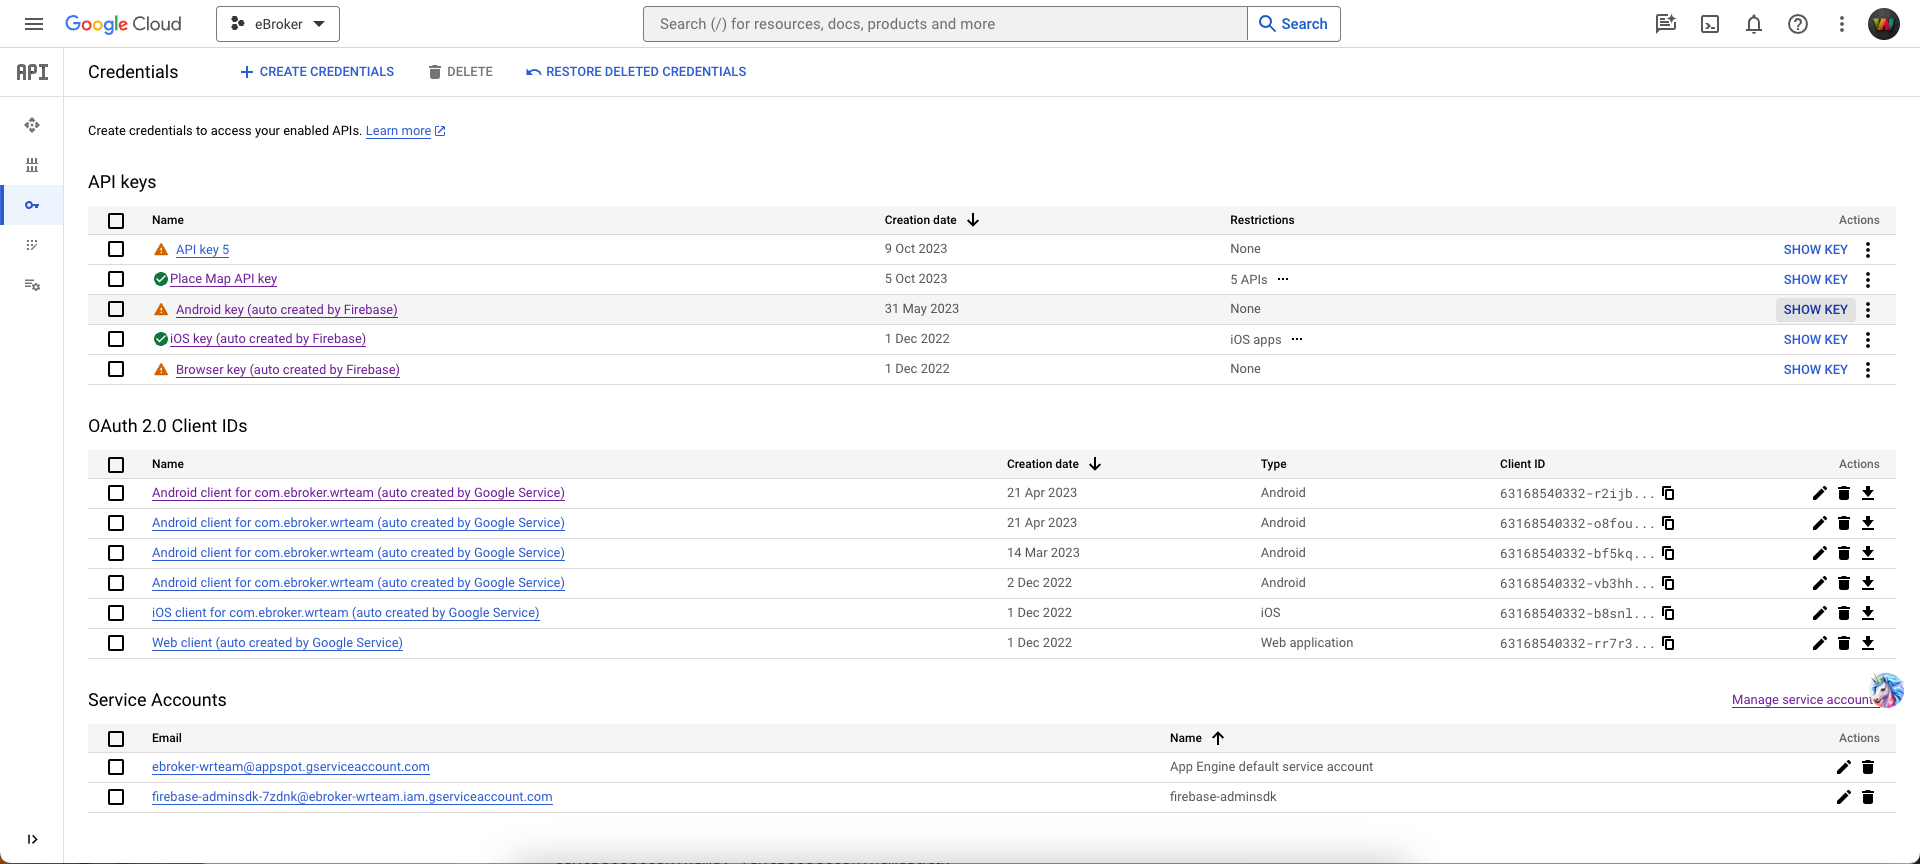 Google Cloud
eBroker
Search (/) for resources, docs, products and more
Search
API
Credentials
CREATE CREDENTIALS
DELETE
RESTORE DELETED CREDENTIALS
Create credentials to access your enabled APIs. Learn more
API keys
Name Creation date Restrictions Actions
API key 5 9 Oct 2023 None SHOW KEY
Place Map API key 5 Oct 2023 5 APIs ... SHOW KEY
Android key (auto created by Firebase) 31 May 2023 None SHOW KEY
iOS key (auto created by Firebase) 1 Dec 2022 iOS apps ... SHOW KEY
Browser key (auto created by Firebase) 1 Dec 2022 None SHOW KEY
OAuth 2.0 Client IDs
Name Creation date Type Client ID Actions
Android client for com.ebroker.wrteam (auto created by Google Service) 21 Apr 2023 Android 63168540332-r2ijb...
Android client for com.ebroker.wrteam (auto created by Google Service) 21 Apr 2023 Android 63168540332-o8fou...
Android client for com.ebroker.wrteam (auto created by Google Service) 14 Mar 2023 Android 63168540332-bf5kq...
Android client for com.ebroker.wrteam (auto created by Google Service) 2 Dec 2022 Android 63168540332-vb3hh...
iOS client for com.ebroker.wrteam (auto created by Google Service) 1 Dec 2022 iOS 63168540332-b8snl...
Web client (auto created by Google Service) 1 Dec 2022 Web application 63168540332-rr7r3...
Service Accounts
Manage service account
Email Name Actions
ebroker-wrteam@appspot.gserviceaccount.com App Engine default service account
firebase-adminsdk-7zdnk@ebroker-wrteam.iam.gserviceaccount.com firebase-adminsdk